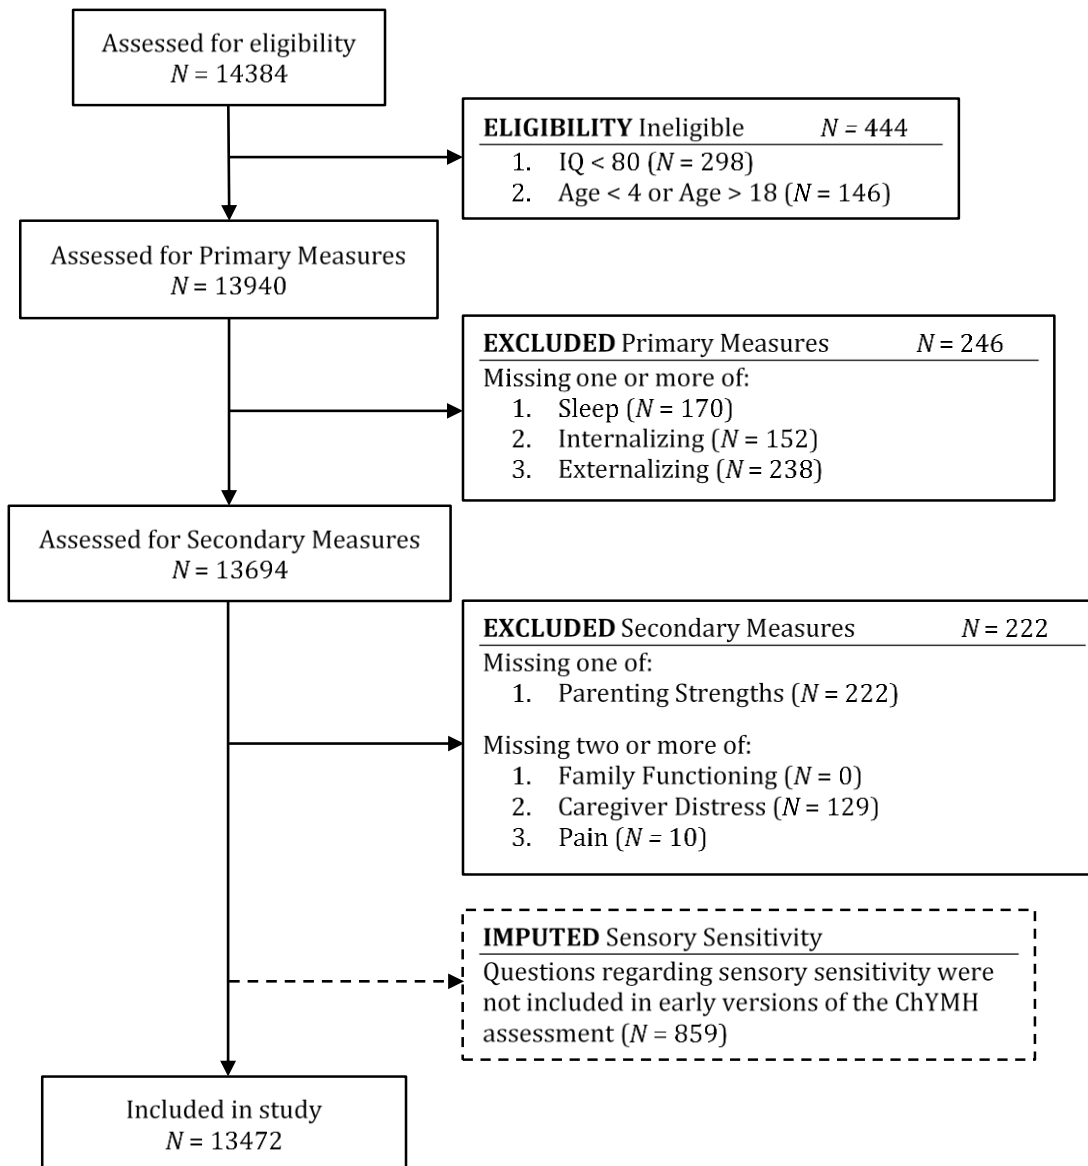 Assessed for eligibility
N = 14384
ELIGIBILITY Ineligible N = 444
1. IQ < 80 (N = 298)
2. Age < 4 or Age > 18 (N = 146)
Assessed for Primary Measures
N = 13940
EXCLUDED Primary Measures N = 246
Missing one or more of:
1. Sleep (N = 170)
2. Internalizing (N = 152)
3. Externalizing (N = 238)
Assessed for Secondary Measures
N = 13694
EXCLUDED Secondary Measures N = 222
Missing one of:
1. Parenting Strengths (N = 222)
Missing two or more of:
1. Family Functioning (N = 0)
2. Caregiver Distress (N = 129)
3. Pain (N = 10)
IMPUTED Sensory Sensitivity
Questions regarding sensory sensitivity were
not included in early versions of the ChYMH
assessment (N = 859)
Included in study
N = 13472